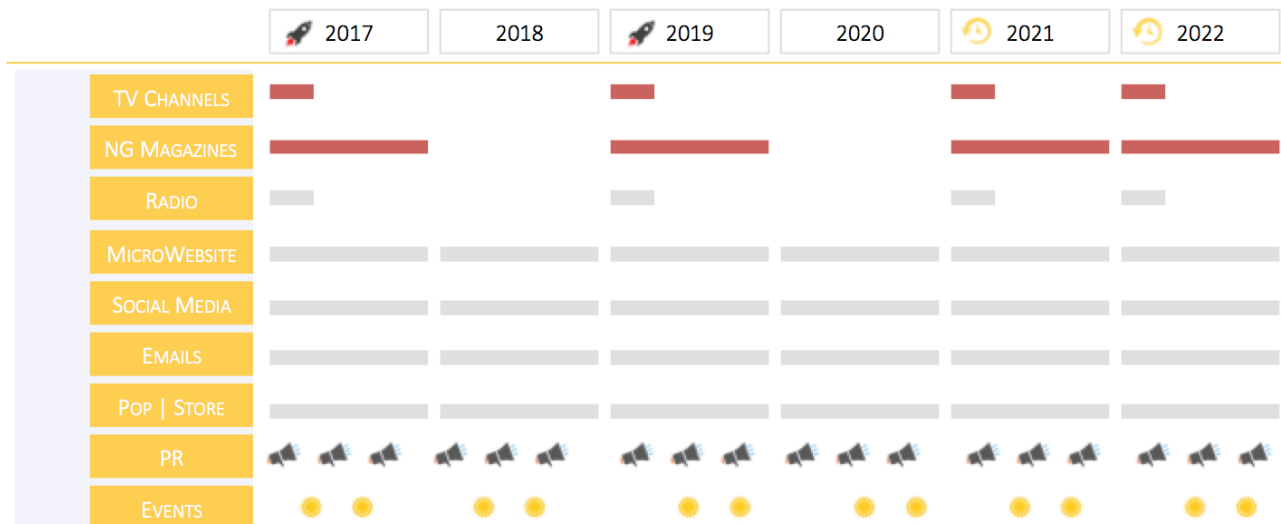 2017 2018 2019 2020 2021 2022
TV CHANNELS
NG MAGAZINES
RADIO
MICROWEBSITE
SOCIAL MEDIA
EMAILS
POP | STORE
PR
EVENTS